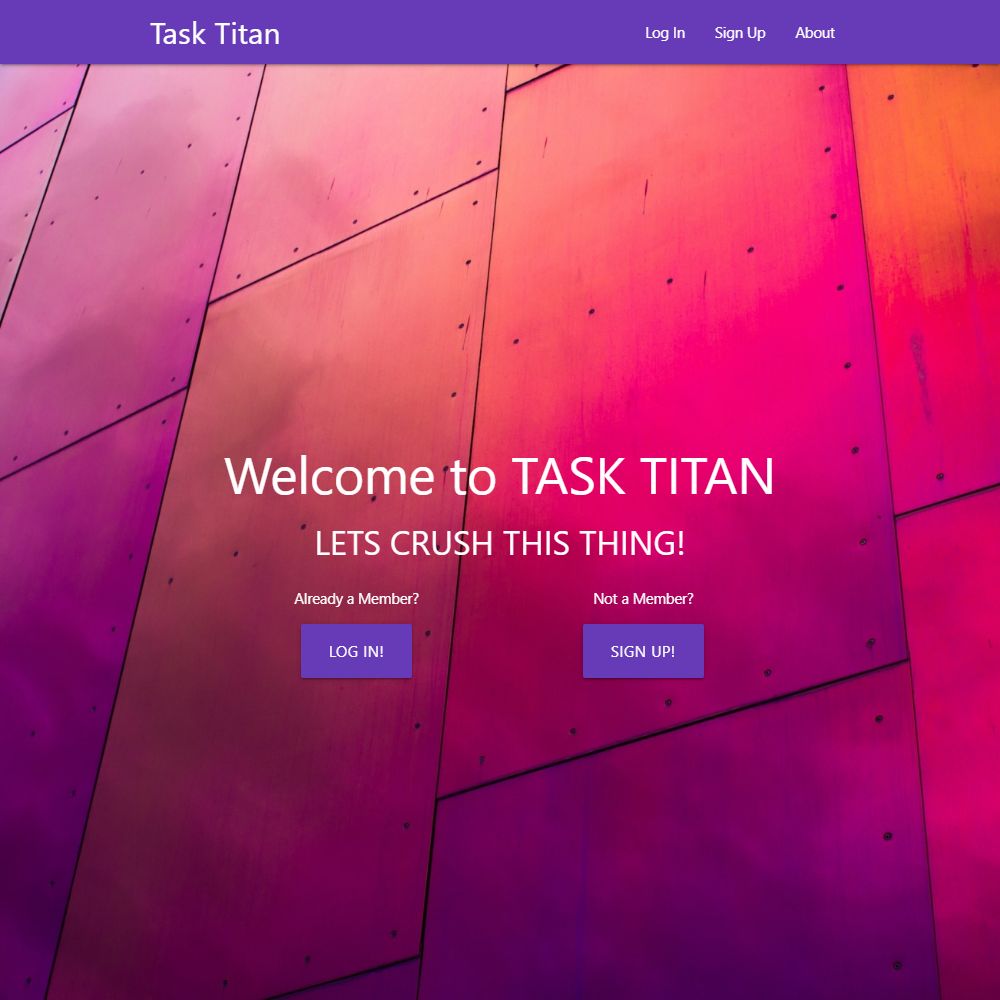 Task Titan
Log In Sign Up About
Welcome to TASK TITAN
LETS CRUSH THIS THING!
Already a Member? Not a Member?
LOG IN! SIGN UP!